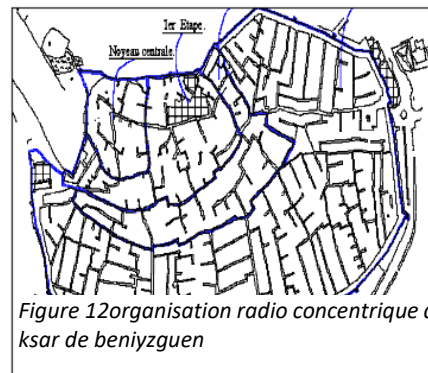 1er Etape.
Noyeau centrale.
Figure 12organisation radio concentrique d
ksar de beniyzguen